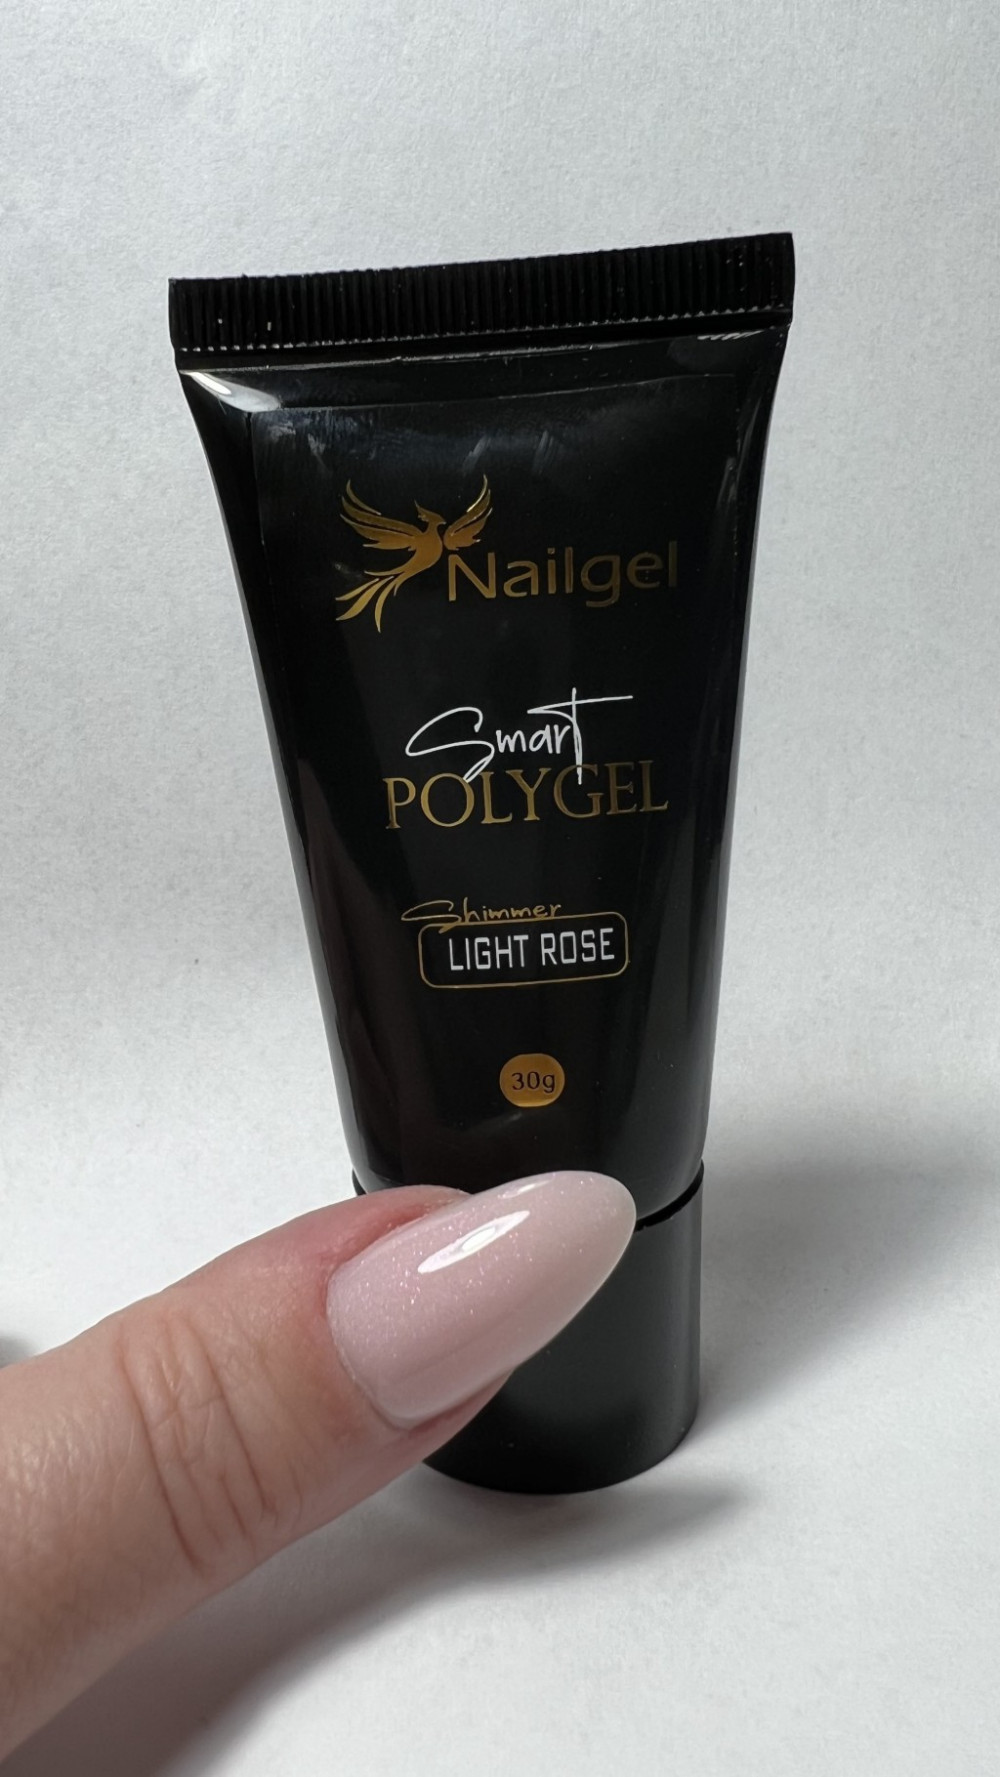 Nailgel
Smart
POLYGEL
Shimmer
LIGHT ROSE
30g